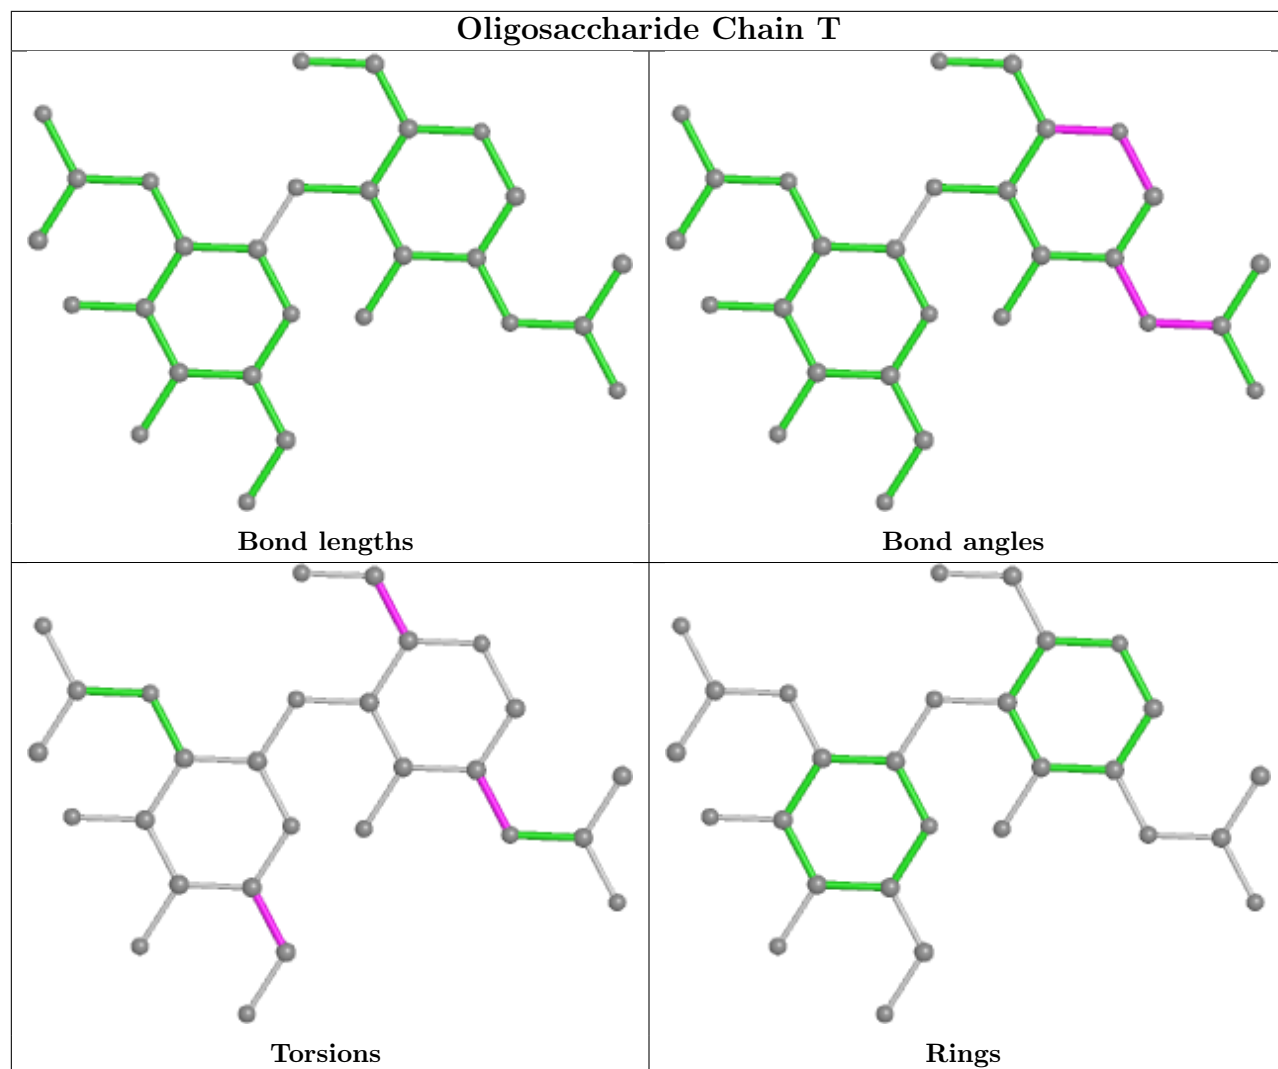 Oligosaccharide Chain T
Bond lengths
Bond angles
Torsions
Rings